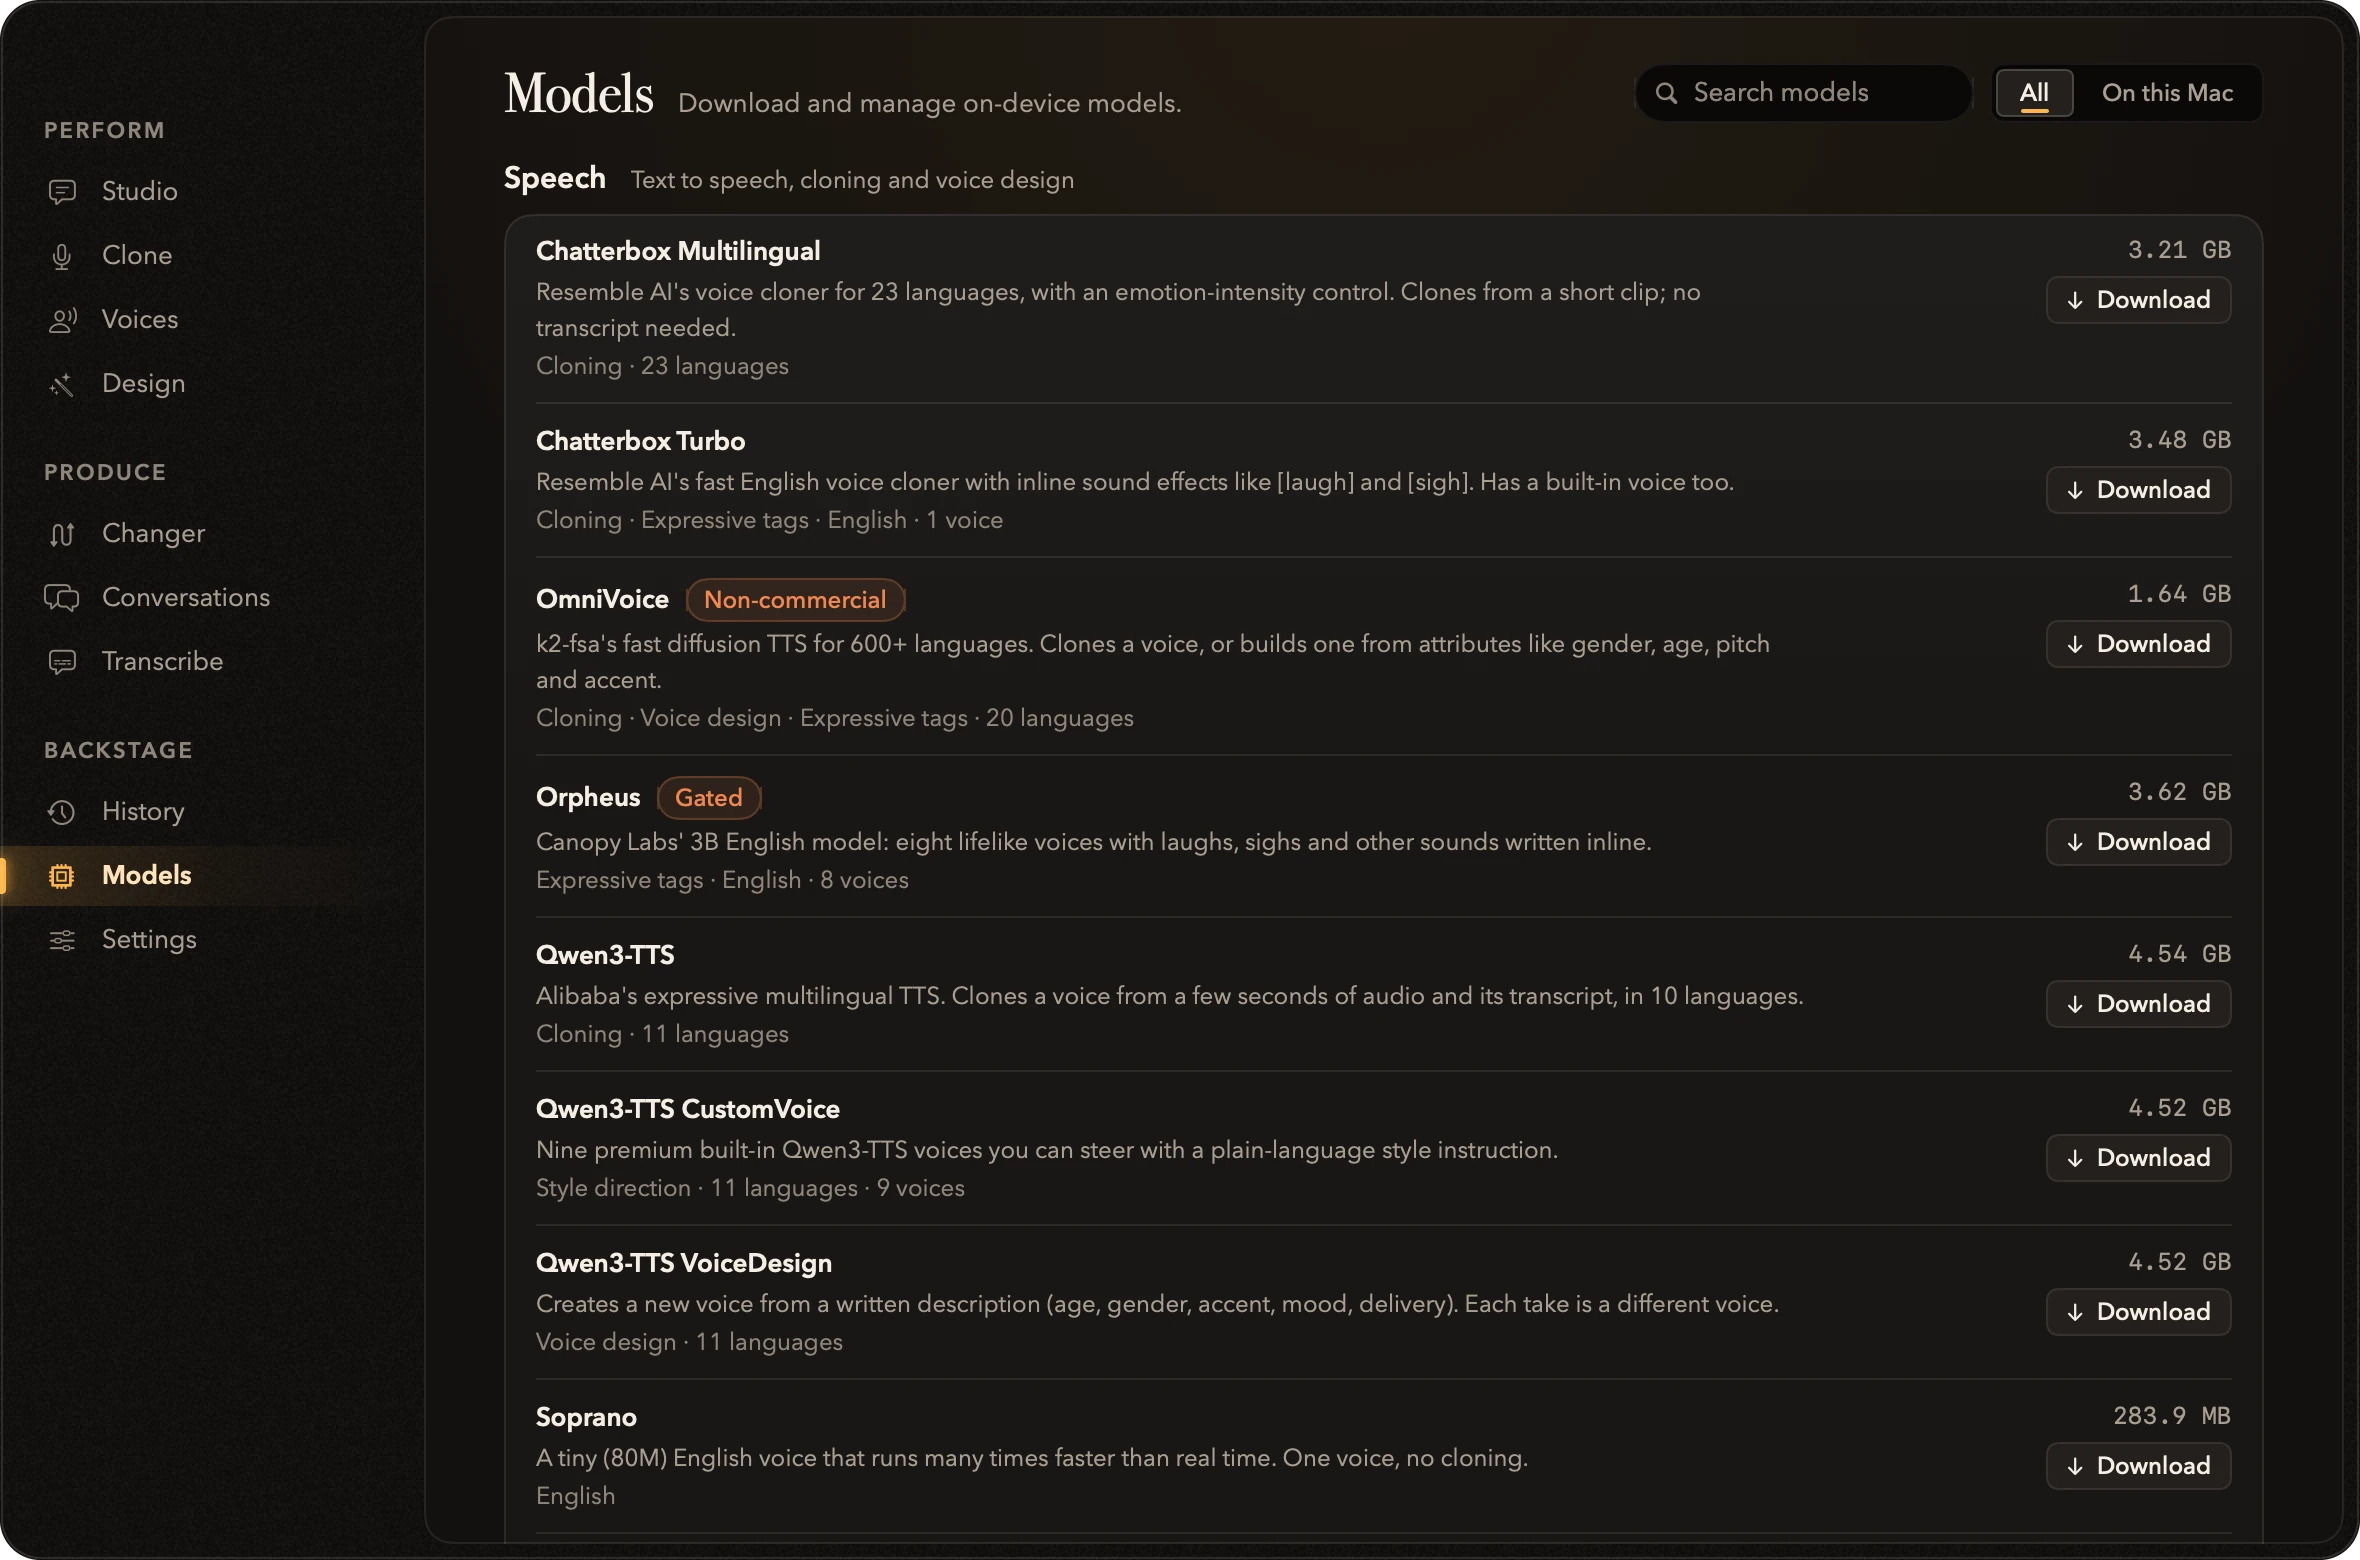 PERFORM
Studio
Clone
Voices
Design
PRODUCE
Changer
Conversations
Transcribe
BACKSTAGE
History
Models
Settings
Models Download and manage on-device models.
Search models
All On this Mac
Speech Text to speech, cloning and voice design
Chatterbox Multilingual
3.21 GB
Resemble AI's voice cloner for 23 languages, with an emotion-intensity control. Clones from a short clip; no
transcript needed.
Download
Cloning · 23 languages
Chatterbox Turbo
3.48 GB
Resemble AI's fast English voice cloner with inline sound effects like [laugh] and [sigh]. Has a built-in voice too.
Download
Cloning · Expressive tags · English · 1 voice
OmniVoice Non-commercial
1.64 GB
k2-fsa's fast diffusion TTS for 600+ languages. Clones a voice, or builds one from attributes like gender, age, pitch
and accent.
Download
Cloning · Voice design · Expressive tags · 20 languages
Orpheus Gated
3.62 GB
Canopy Labs' 3B English model: eight lifelike voices with laughs, sighs and other sounds written inline.
Download
Expressive tags · English · 8 voices
Qwen3-TTS
4.54 GB
Alibaba's expressive multilingual TTS. Clones a voice from a few seconds of audio and its transcript, in 10 languages.
Download
Cloning · 11 languages
Qwen3-TTS CustomVoice
4.52 GB
Nine premium built-in Qwen3-TTS voices you can steer with a plain-language style instruction.
Download
Style direction · 11 languages · 9 voices
Qwen3-TTS VoiceDesign
4.52 GB
Creates a new voice from a written description (age, gender, accent, mood, delivery). Each take is a different voice.
Download
Voice design · 11 languages
Soprano
283.9 MB
A tiny (80M) English voice that runs many times faster than real time. One voice, no cloning.
Download
English